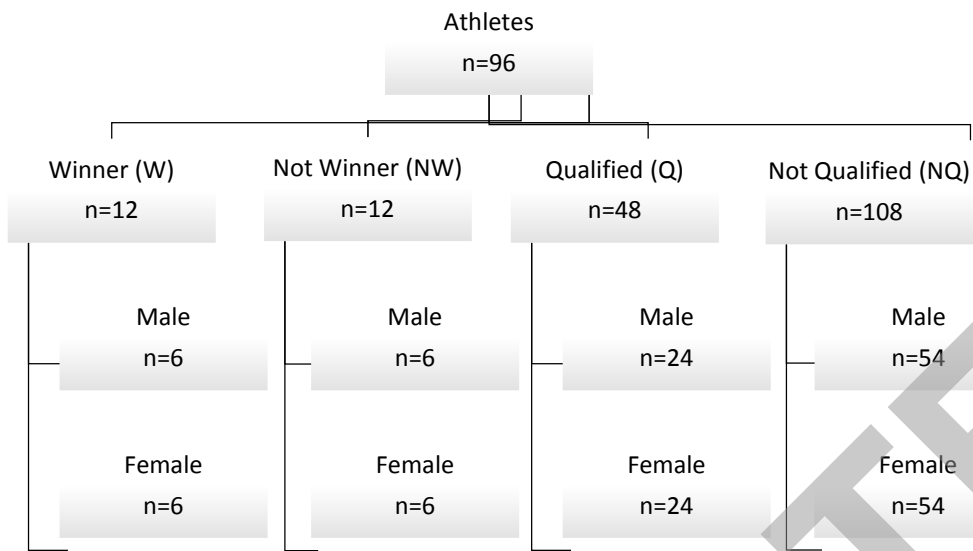 Athletes
n=96
Winner (W)
n=12
Not Winner (NW)
n=12
Qualified (Q)
n=48
Not Qualified (NQ)
n=108
Male
n=6
Male
n=6
Male
n=24
Male
n=54
Female
n=6
Female
n=6
Female
n=24
Female
n=54